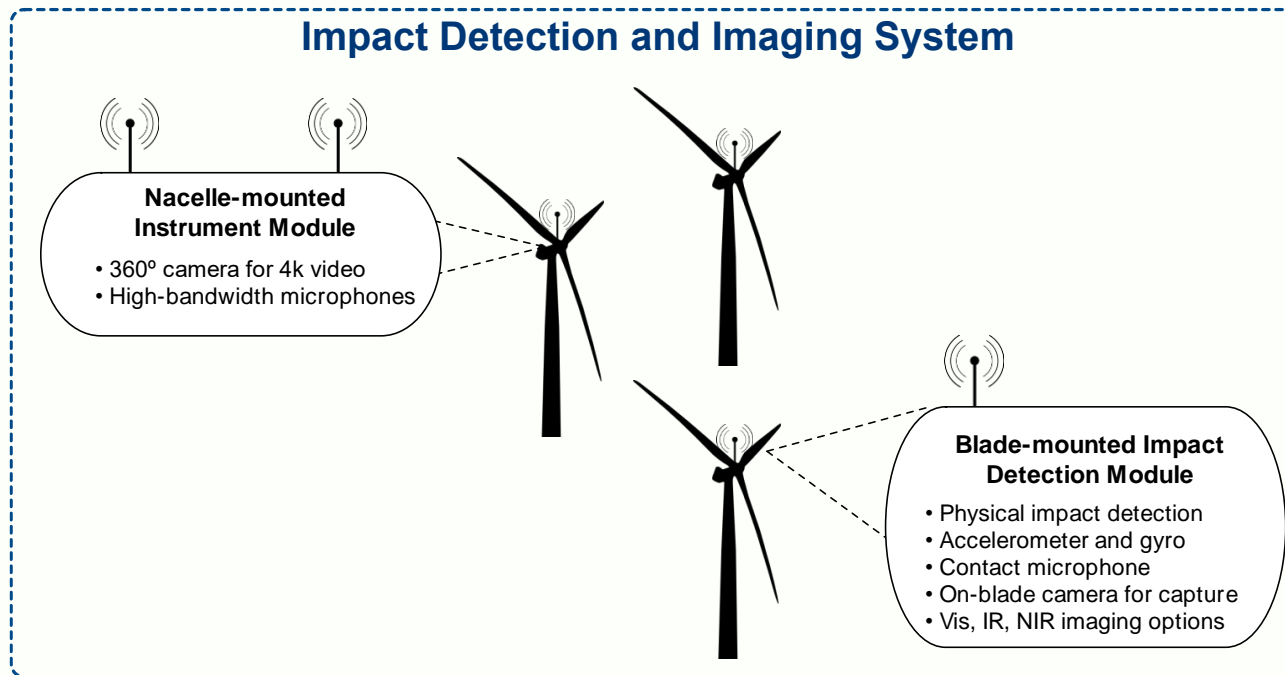 Impact Detection and Imaging System
Nacelle-mounted
Instrument Module
• 360º camera for 4k video
• High-bandwidth microphones
Blade-mounted Impact
Detection Module
• Physical impact detection
• Accelerometer and gyro
• Contact microphone
• On-blade camera for capture
• Vis, IR, NIR imaging options